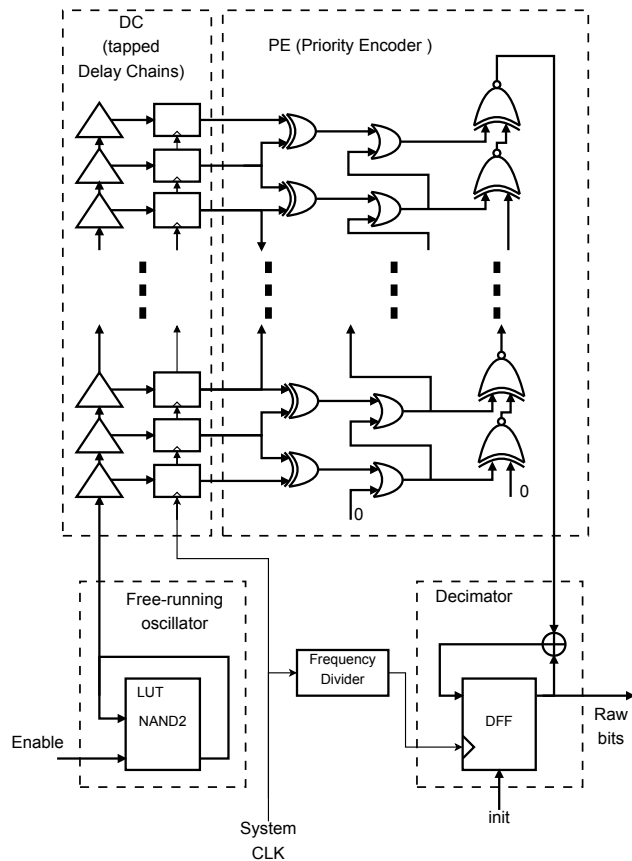 DC
(tapped
Delay Chains)
PE (Priority Encoder )
0
0
Free-running
oscillator
LUT
NAND2
Enable
Frequency
Divider
System
CLK
Decimator
DFF
init
Raw
bits